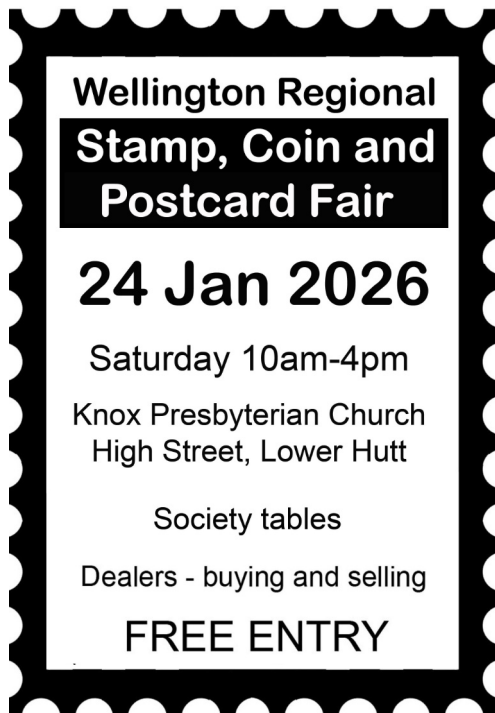 Wellington Regional
Stamp, Coin and
Postcard Fair
24 Jan 2026
Saturday 10am-4pm
Knox Presbyterian Church
High Street, Lower Hutt
Society tables
Dealers - buying and selling
FREE ENTRY